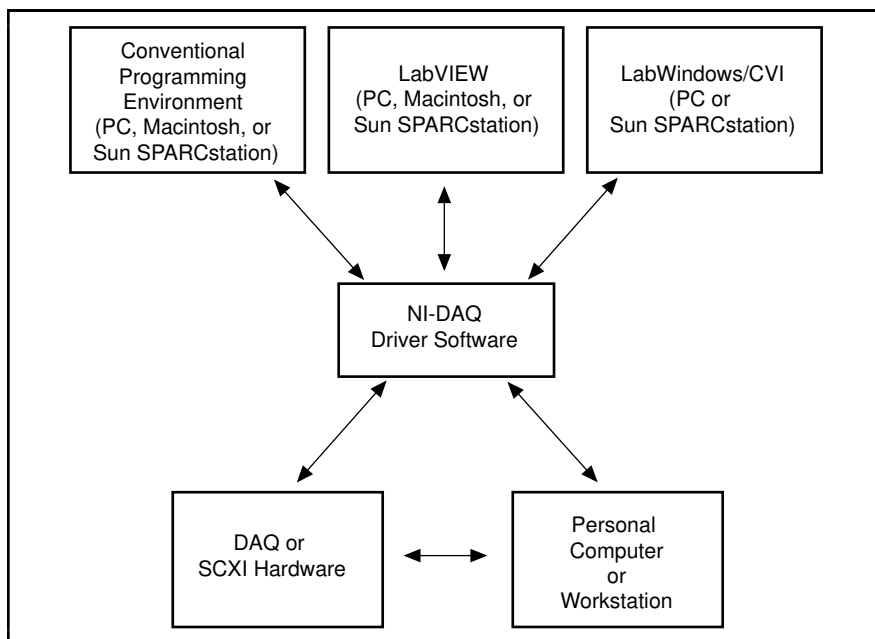 Conventional
Programming
Environment
(PC, Macintosh, or
Sun SPARCstation)
LabVIEW
(PC, Macintosh, or
Sun SPARCstation)
LabWindows/CVI
(PC or
Sun SPARCstation)
NI-DAQ
Driver Software
DAQ or
SCXI Hardware
Personal
Computer
or
Workstation